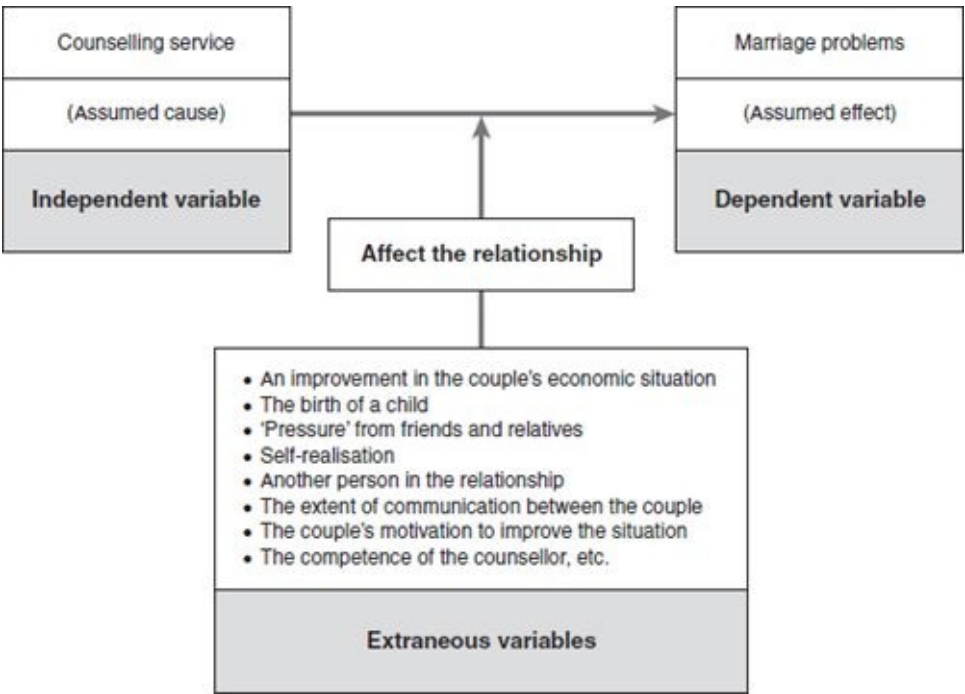 Counselling service
(Assumed cause)
Independent variable
Marriage problems
(Assumed effect)
Dependent variable
Affect the relationship
• An improvement in the couple's economic situation
• The birth of a child
• 'Pressure' from friends and relatives
• Self-realisation
• Another person in the relationship
• The extent of communication between the couple
• The couple's motivation to improve the situation
• The competence of the counsellor, etc.
Extraneous variables